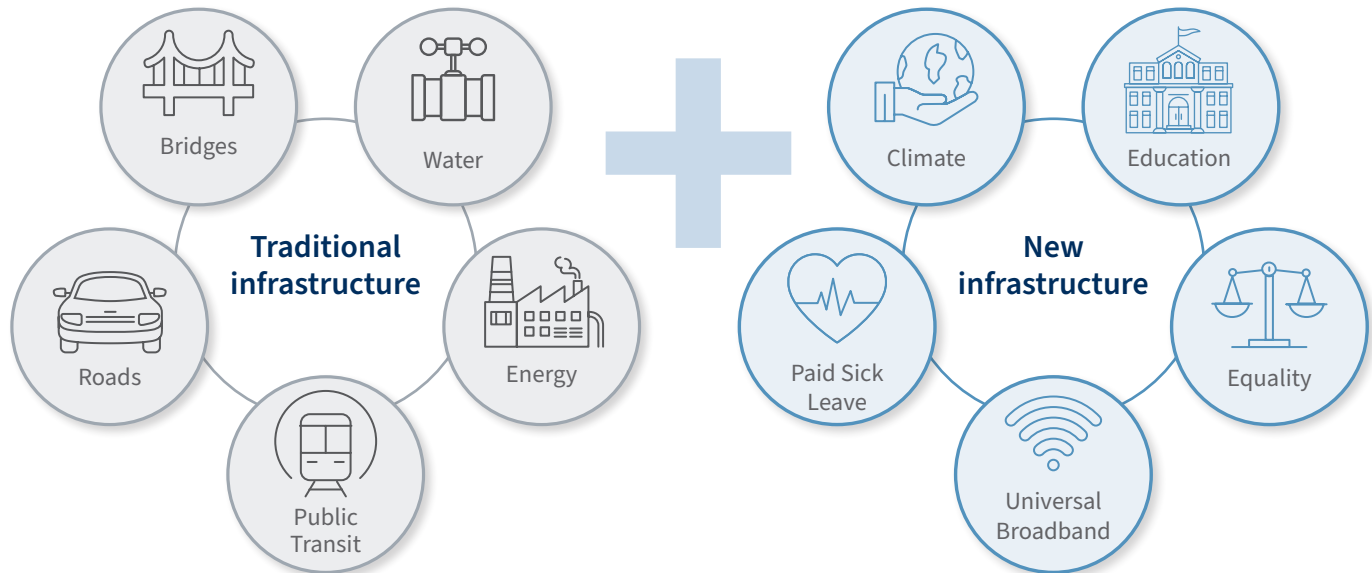 Bridges
Water
Traditional
infrastructure
Roads
Energy
Public
Transit
Climate
Education
New
infrastructure
Paid Sick
Leave
Equality
Universal
Broadband